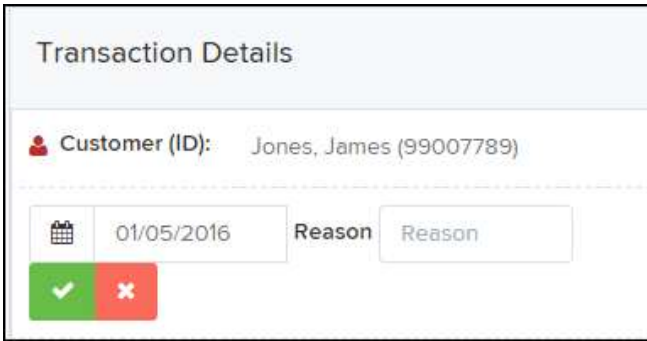 Transaction Details
Customer (ID): Jones, James (99007789)
01/05/2016 Reason Reason